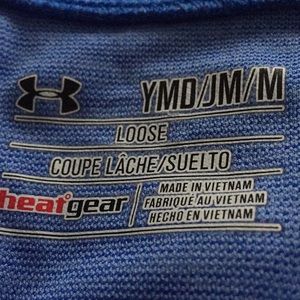 YMD/JM/M
LOOSE
COUPE LÂCHE/SUELTO
heatgear
MADE IN VIETNAM
FABRIQUÉ AU VIETNAM
HECHO EN VIETNAM